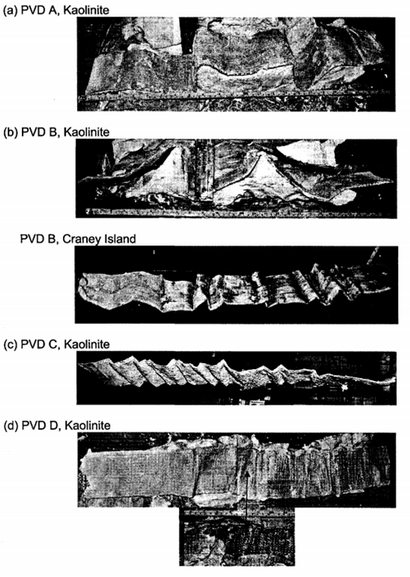 (a) PVD A, Kaolinite
(b) PVD B, Kaolinite
PVD B, Craney Island
(c) PVD C, Kaolinite
(d) PVD D, Kaolinite